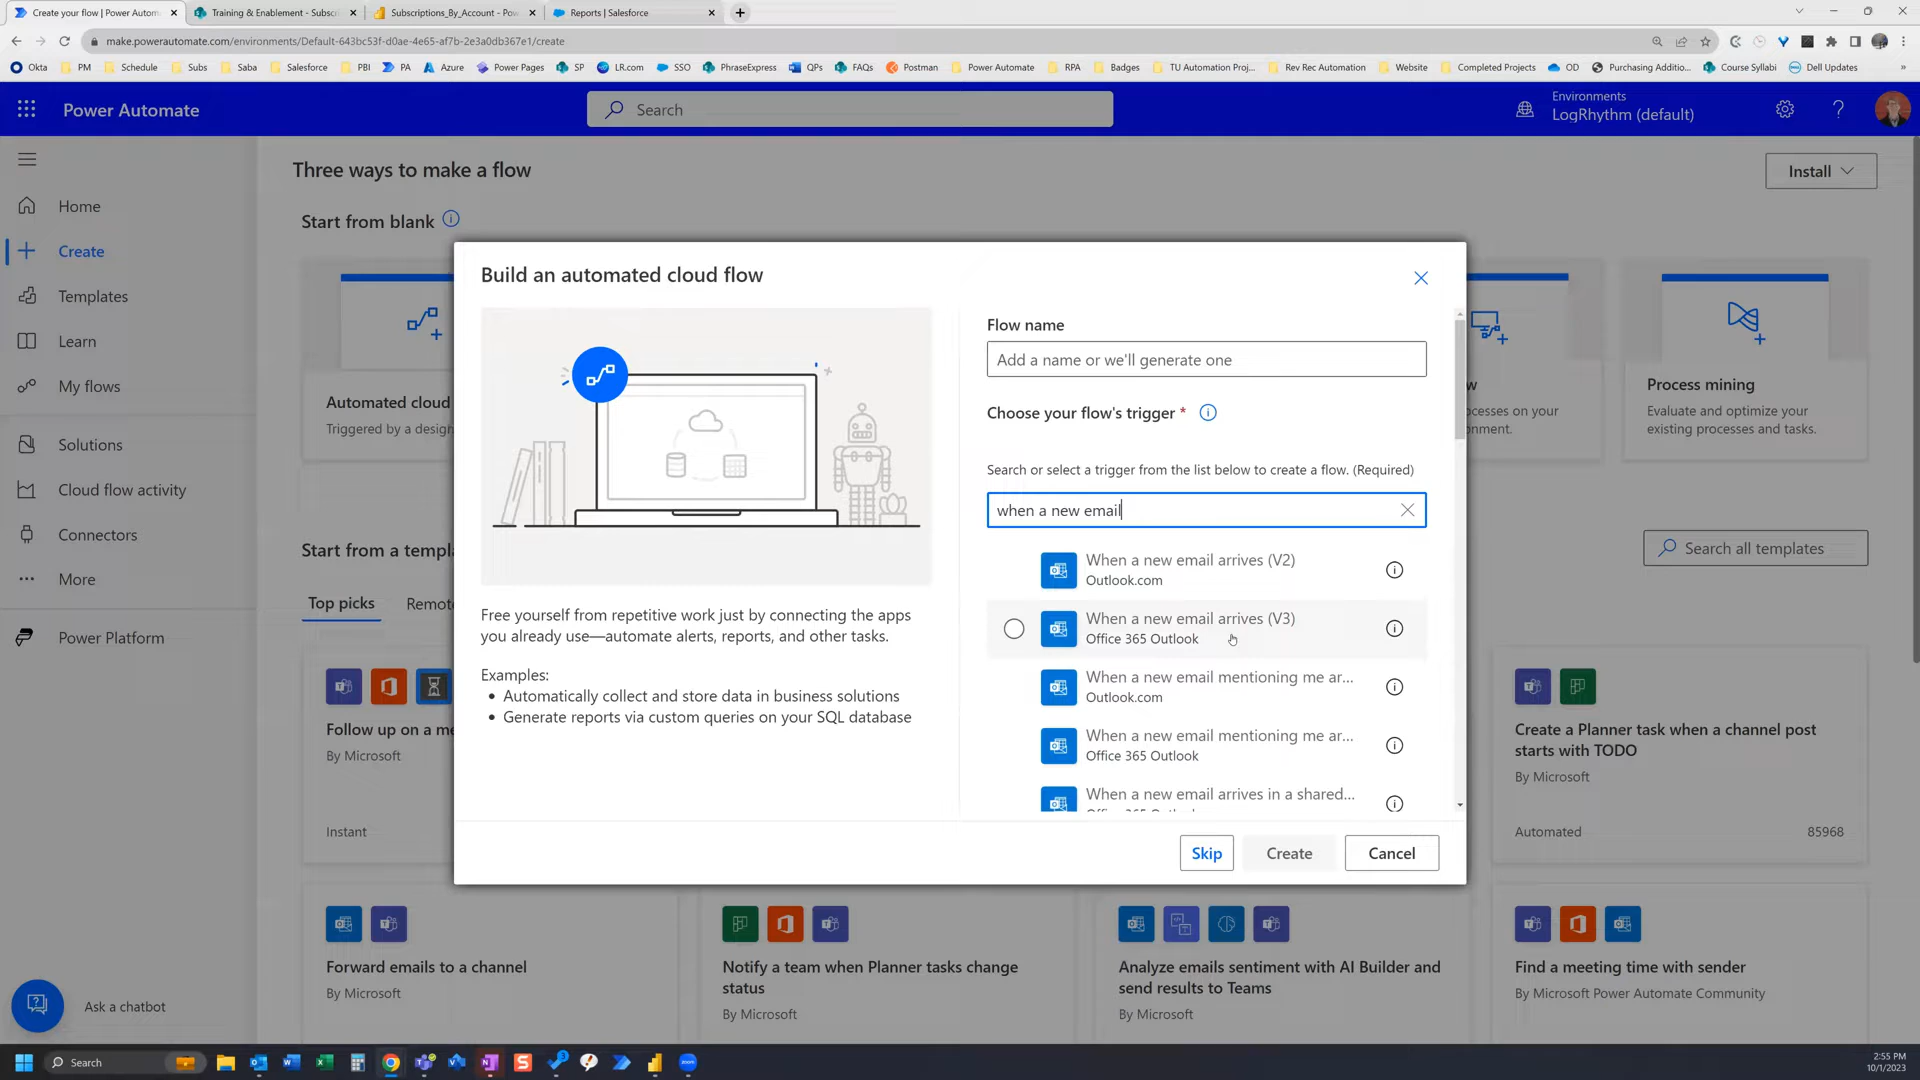 Create your flow | Power Autom
Training & Enablement - Subscri
Subscriptions_By_Account - Pow
Reports | Salesforce
make.powerautomate.com/environments/Default-643bc53f-d0ae-4e65-af7b-2e3a0db367e1/create
Okta
PM
Schedule
Subs
Saba
Salesforce
PBI
PA
Azure
Power Pages
SP
LR.com
SSO
PhraseExpress
QPs
FAQs
Postman
Power Automate
RPA
Badges
TU Automation Proj...
Rev Rec Automation
Website
Completed Projects
OD
Purchasing Additio...
Course Syllabi
Dell Updates
Power Automate
Search
Environments
LogRhythm (default)
Three ways to make a flow
Install
Home
Start from blank
Create
Templates
Learn
My flows
Solutions
Cloud flow activity
Connectors
More
Power Platform
Ask a chatbot
Automated cloud
Triggered by a desig
w
ocesses on your
onment.
Process mining
Evaluate and optimize your
existing processes and tasks.
Start from a templa
Search all templates
Top picks
Remot
Build an automated cloud flow
Free yourself from repetitive work just by connecting the apps
you already use—automate alerts, reports, and other tasks.
Examples:
• Automatically collect and store data in business solutions
• Generate reports via custom queries on your SQL database
Flow name
Add a name or we'll generate one
Choose your flow's trigger *
Search or select a trigger from the list below to create a flow. (Required)
when a new email
When a new email arrives (V2)
Outlook.com
When a new email arrives (V3)
Office 365 Outlook
When a new email mentioning me ar...
Outlook.com
When a new email mentioning me ar...
Office 365 Outlook
When a new email arrives in a shared...
Office 365 Outlook
Skip
Create
Cancel
Follow up on a me
By Microsoft
Instant
Create a Planner task when a channel post
starts with TODO
By Microsoft
Automated
85968
Forward emails to a channel
By Microsoft
Notify a team when Planner tasks change
status
By Microsoft
Analyze emails sentiment with AI Builder and
send results to Teams
By Microsoft
Find a meeting time with sender
By Microsoft Power Automate Community
Search
2:55 PM
10/1/2023